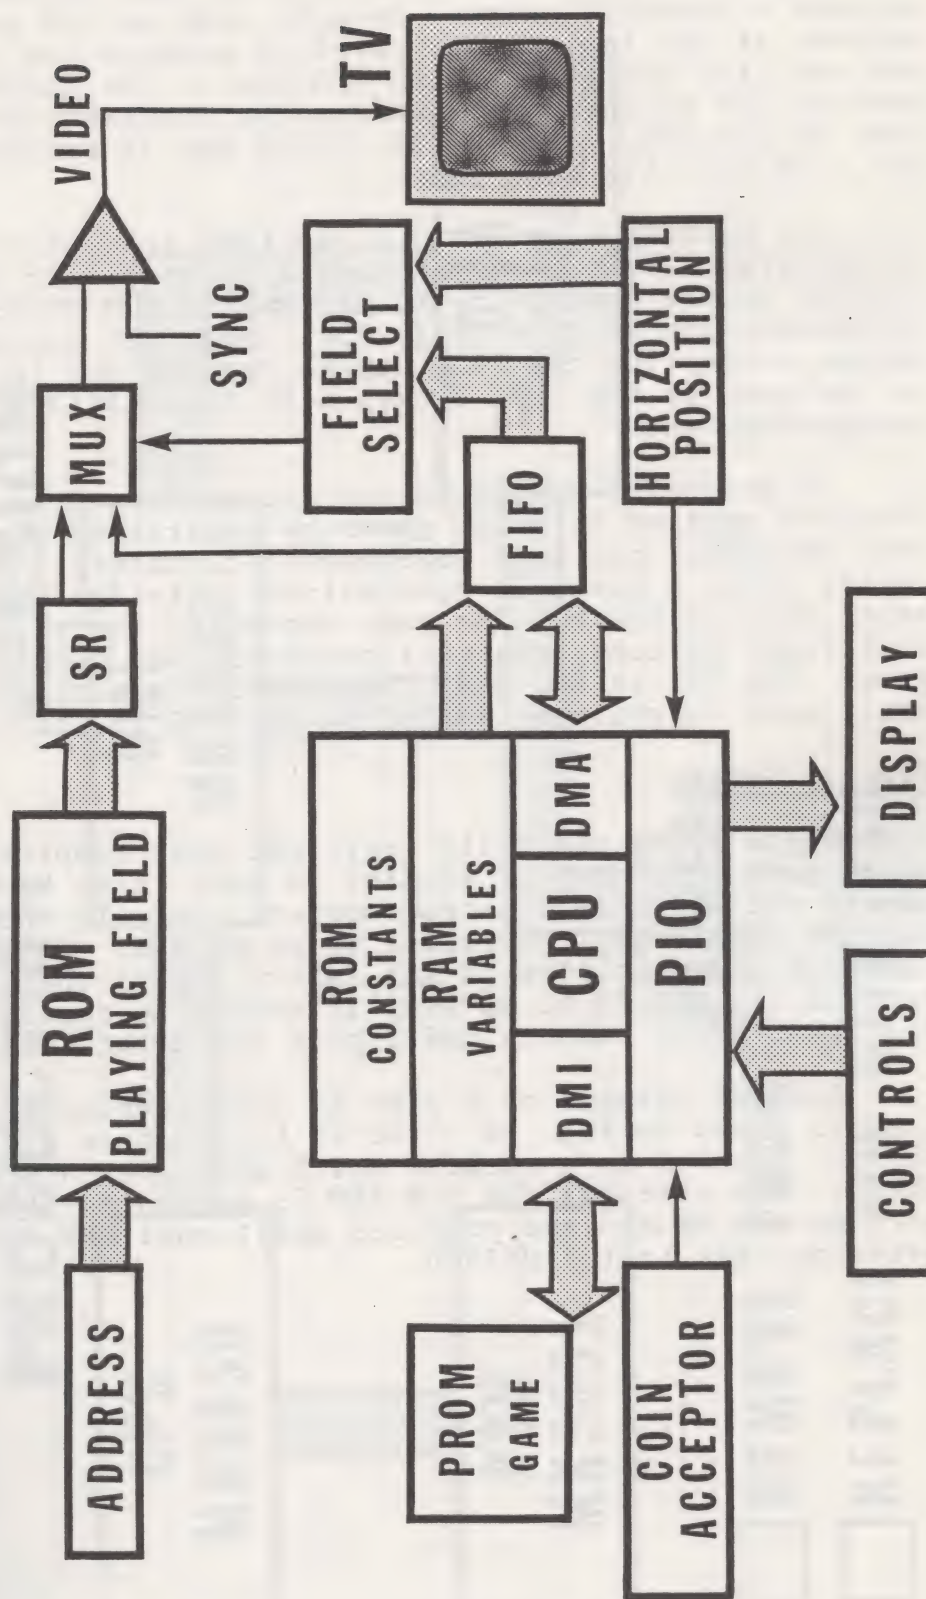 ADDRESS
ROM
PLAYING FIELD
SR
MUX
VIDEO
SYNC
TV
FIELD
SELECT
FIFO
HORIZONTAL
POSITION
ROM
CONSTANTS
RAM
VARIABLES
DMI
CPU
DMA
PIO
PROM
GAME
COIN
ACCEPTOR
CONTROLS
DISPLAY